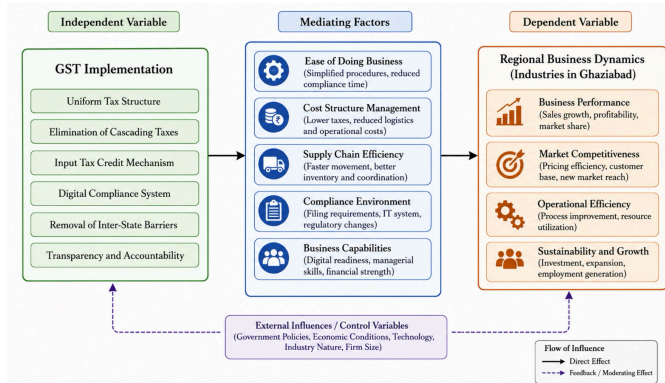 Independent Variable
GST Implementation
Uniform Tax Structure
Elimination of Cascading Taxes
Input Tax Credit Mechanism
Digital Compliance System
Removal of Inter-State Barriers
Transparency and Accountability
Mediating Factors
Ease of Doing Business
(Simplified procedures, reduced
compliance time)
Cost Structure Management
(Lower taxes, reduced logistics
and operational costs)
Supply Chain Efficiency
(Faster movement, better
inventory and coordination)
Compliance Environment
(Filing requirements, IT system,
regulatory changes)
Business Capabilities
(Digital readiness, managerial
skills, financial strength)
Dependent Variable
Regional Business Dynamics
(Industries in Ghaziabad)
Business Performance
(Sales growth, profitability,
market share)
Market Competitiveness
(Pricing efficiency, customer
base, new market reach)
Operational Efficiency
(Process improvement, resource
utilization)
Sustainability and Growth
(Investment, expansion,
employment generation)
External Influences / Control Variables
(Government Policies, Economic Conditions, Technology,
Industry Nature, Firm Size)
Flow of Influence
Direct Effect
Feedback / Moderating Effect